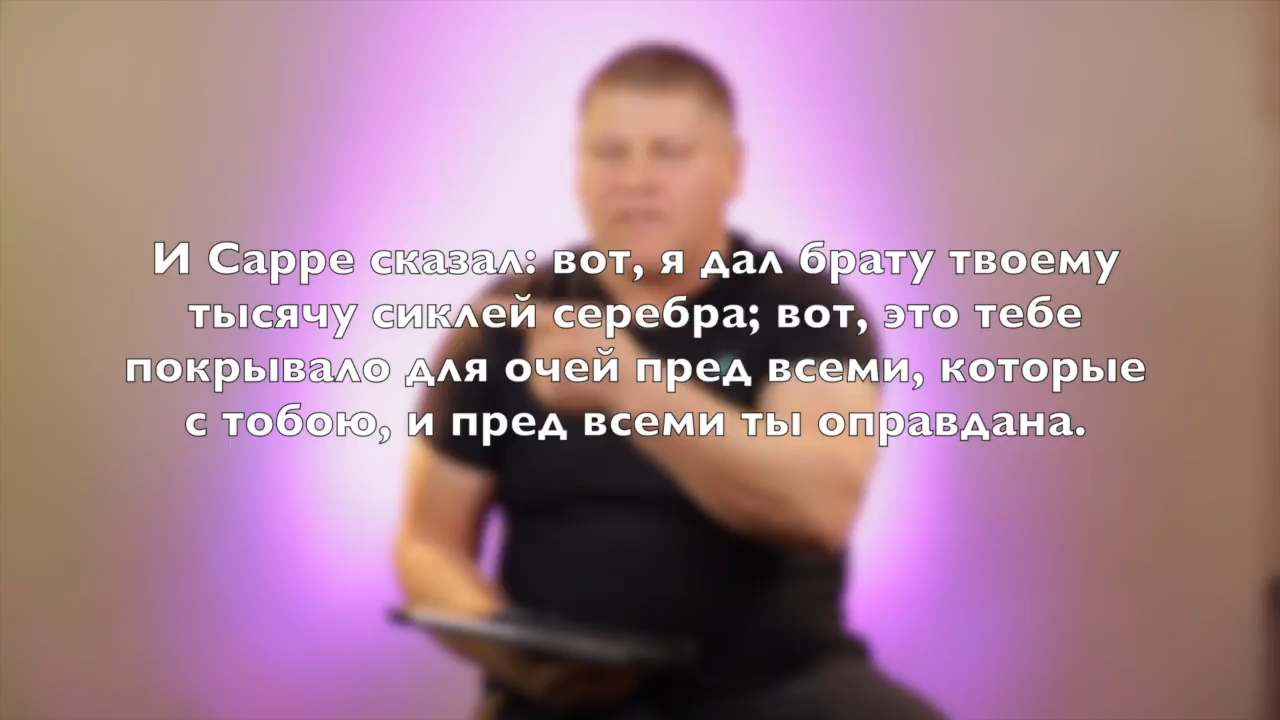 И Сарре сказал: вот, я дал брату твоему
тысячу сиклей серебра; вот, это тебе
покрывало для очей пред всеми, которые
с тобою, и пред всеми ты оправдана.